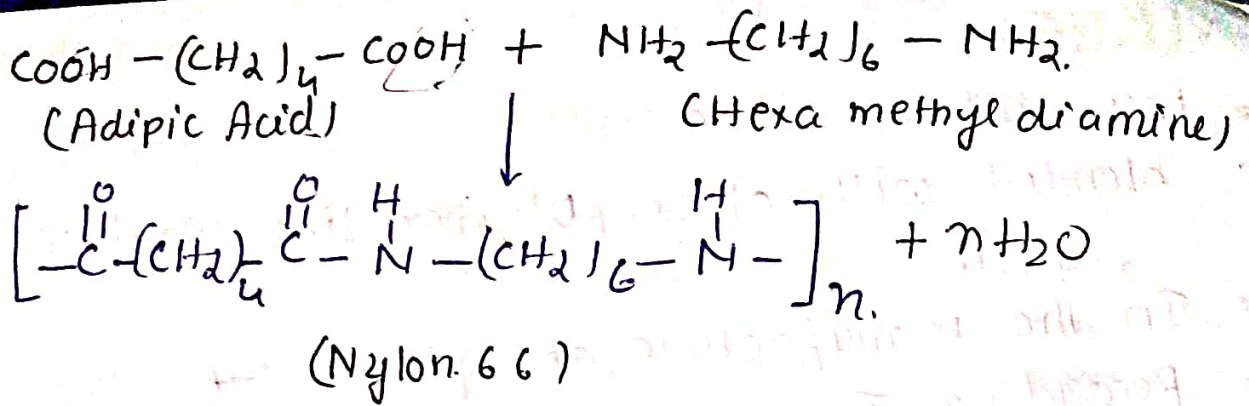 COOH - (CH2)4 - COOH + NH2 -(CH2)6 - NH2.
(Adipic Acid) (Hexa methyl diamine)
O O H H
[-C-(CH2)4-C-N-(CH2)6-N-]n. + nH2O
(Nylon. 66)